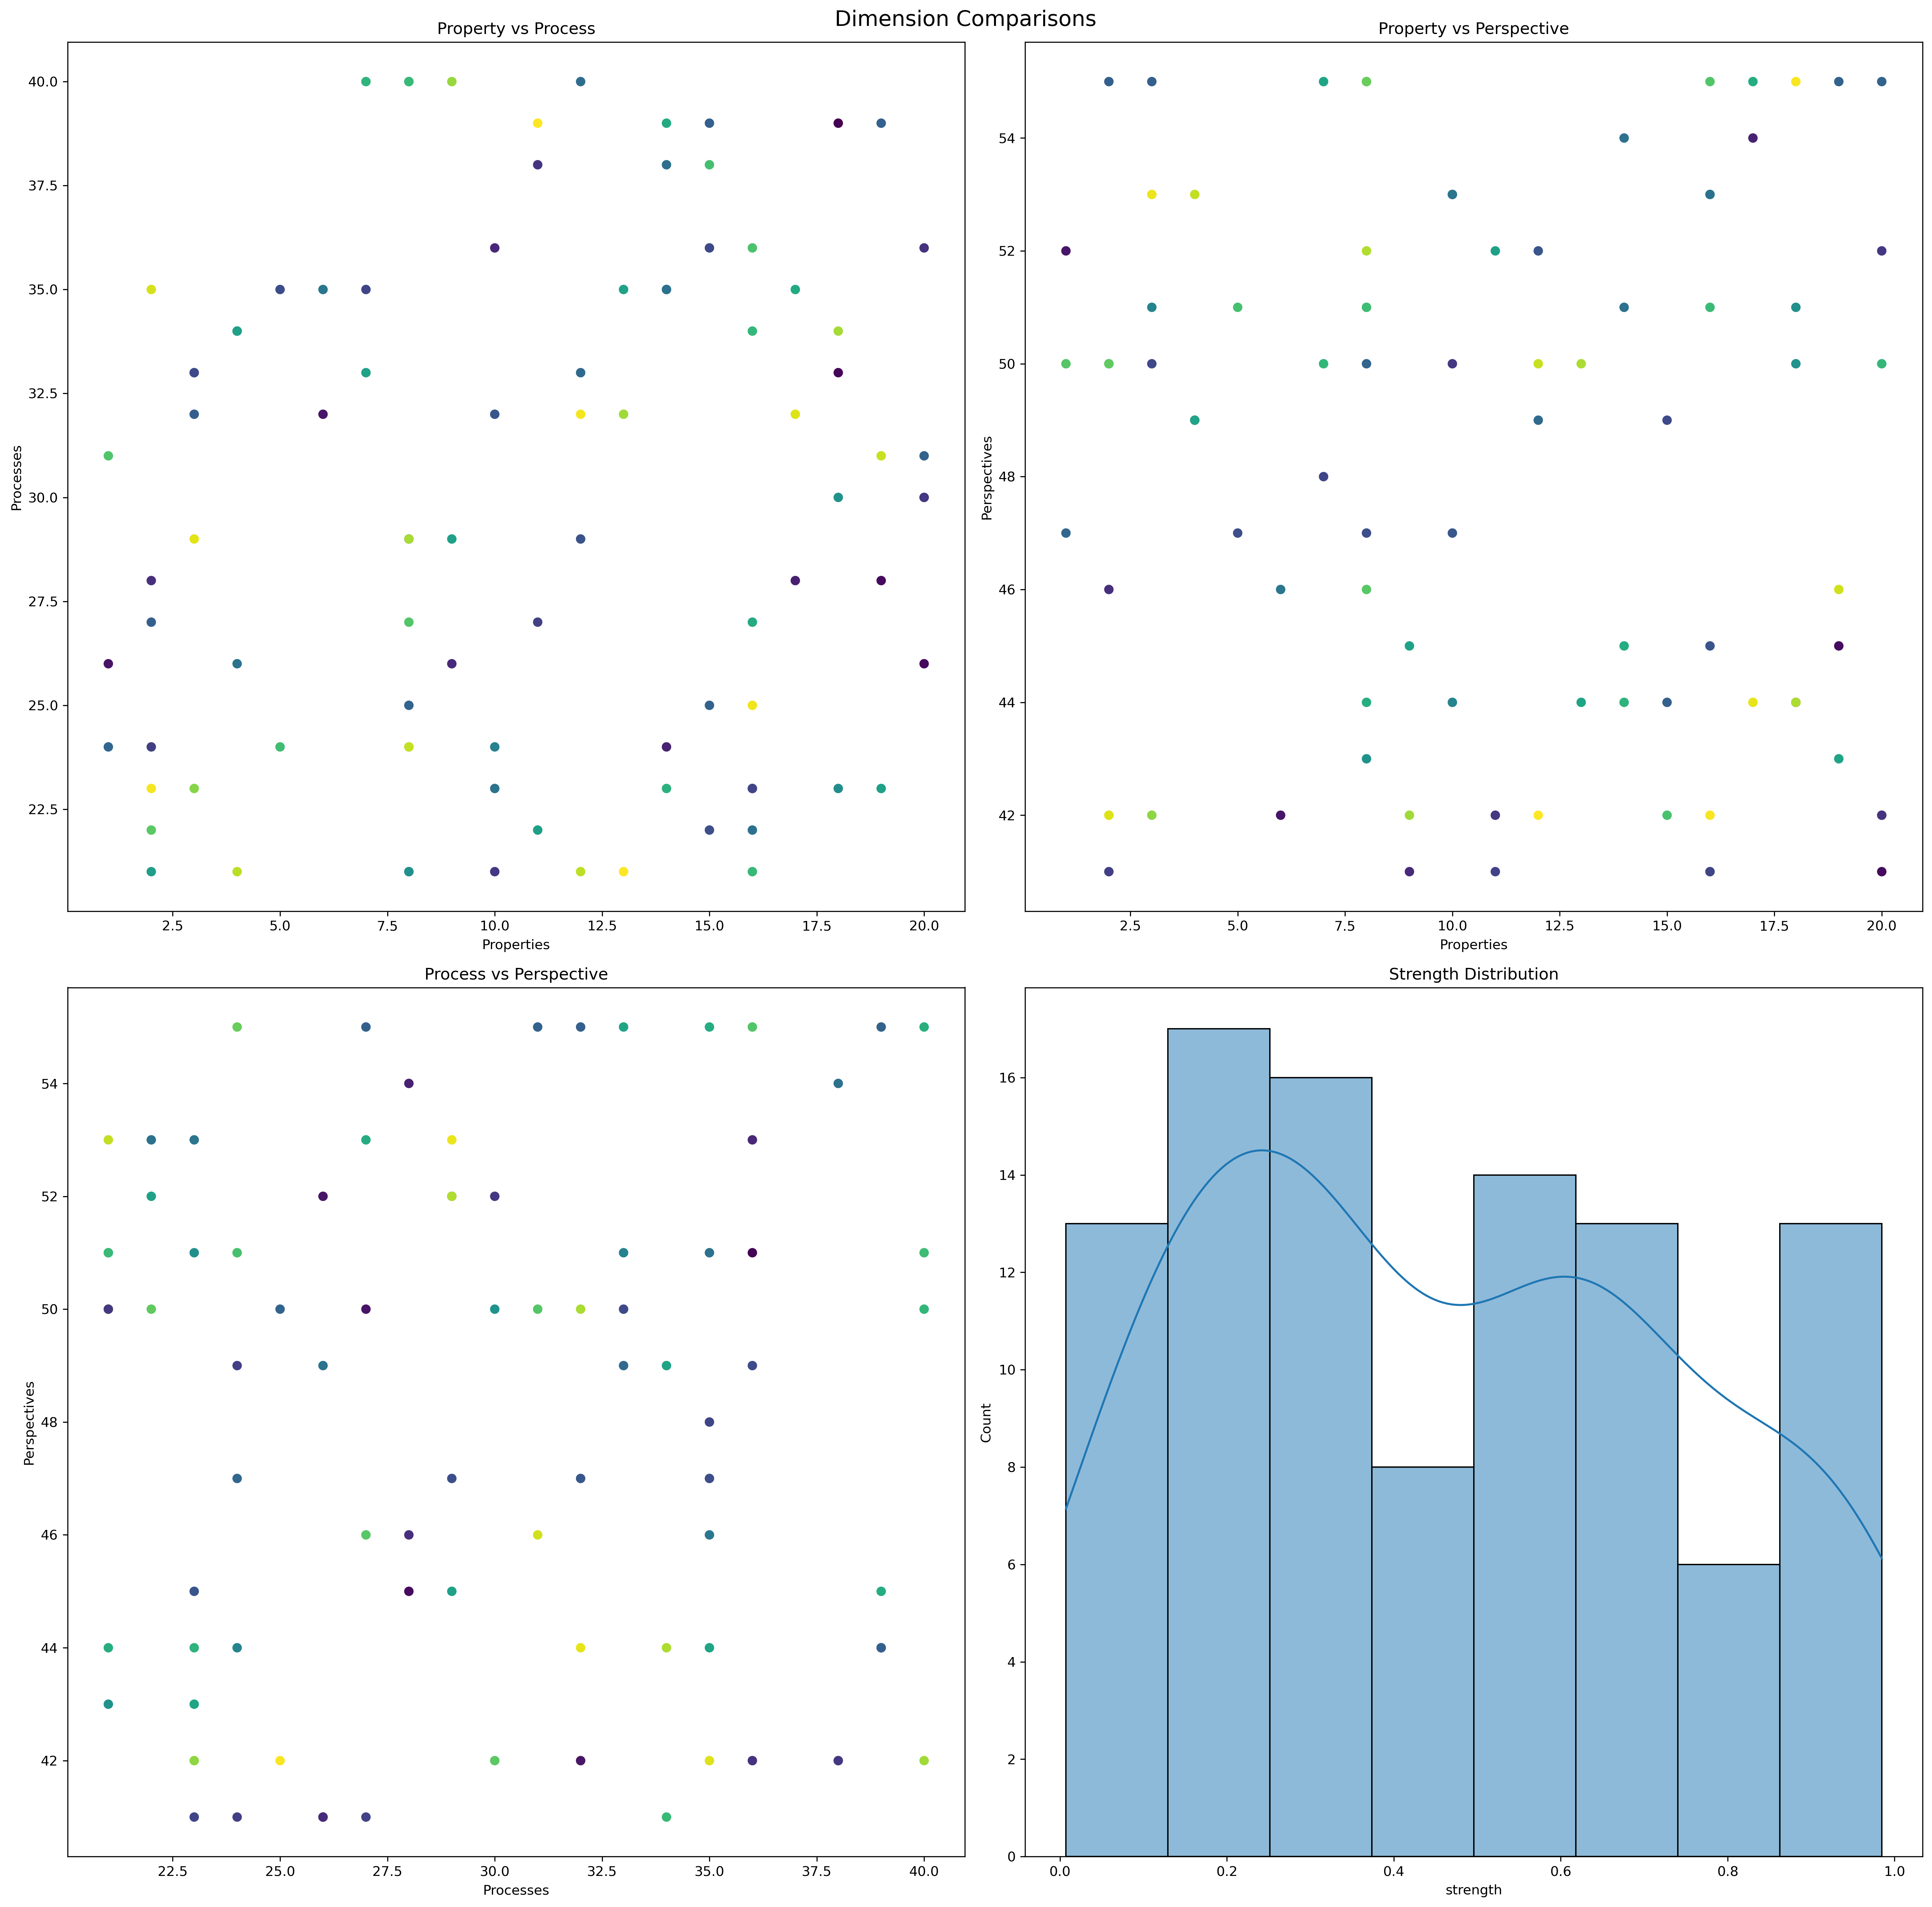 Dimension Comparisons
Property vs Process
40.0
37.5
35.0
32.5
30.0
27.5
25.0
22.5
Processes
2.5 5.0 7.5 10.0 12.5 15.0 17.5 20.0
Properties
Property vs Perspective
54
52
50
48
46
44
42
Perspectives
2.5 5.0 7.5 10.0 12.5 15.0 17.5 20.0
Properties
Process vs Perspective
54
52
50
48
46
44
42
Perspectives
22.5 25.0 27.5 30.0 32.5 35.0 37.5 40.0
Processes
Strength Distribution
16
14
12
10
8
6
4
2
0
Count
0.0 0.2 0.4 0.6 0.8 1.0
strength